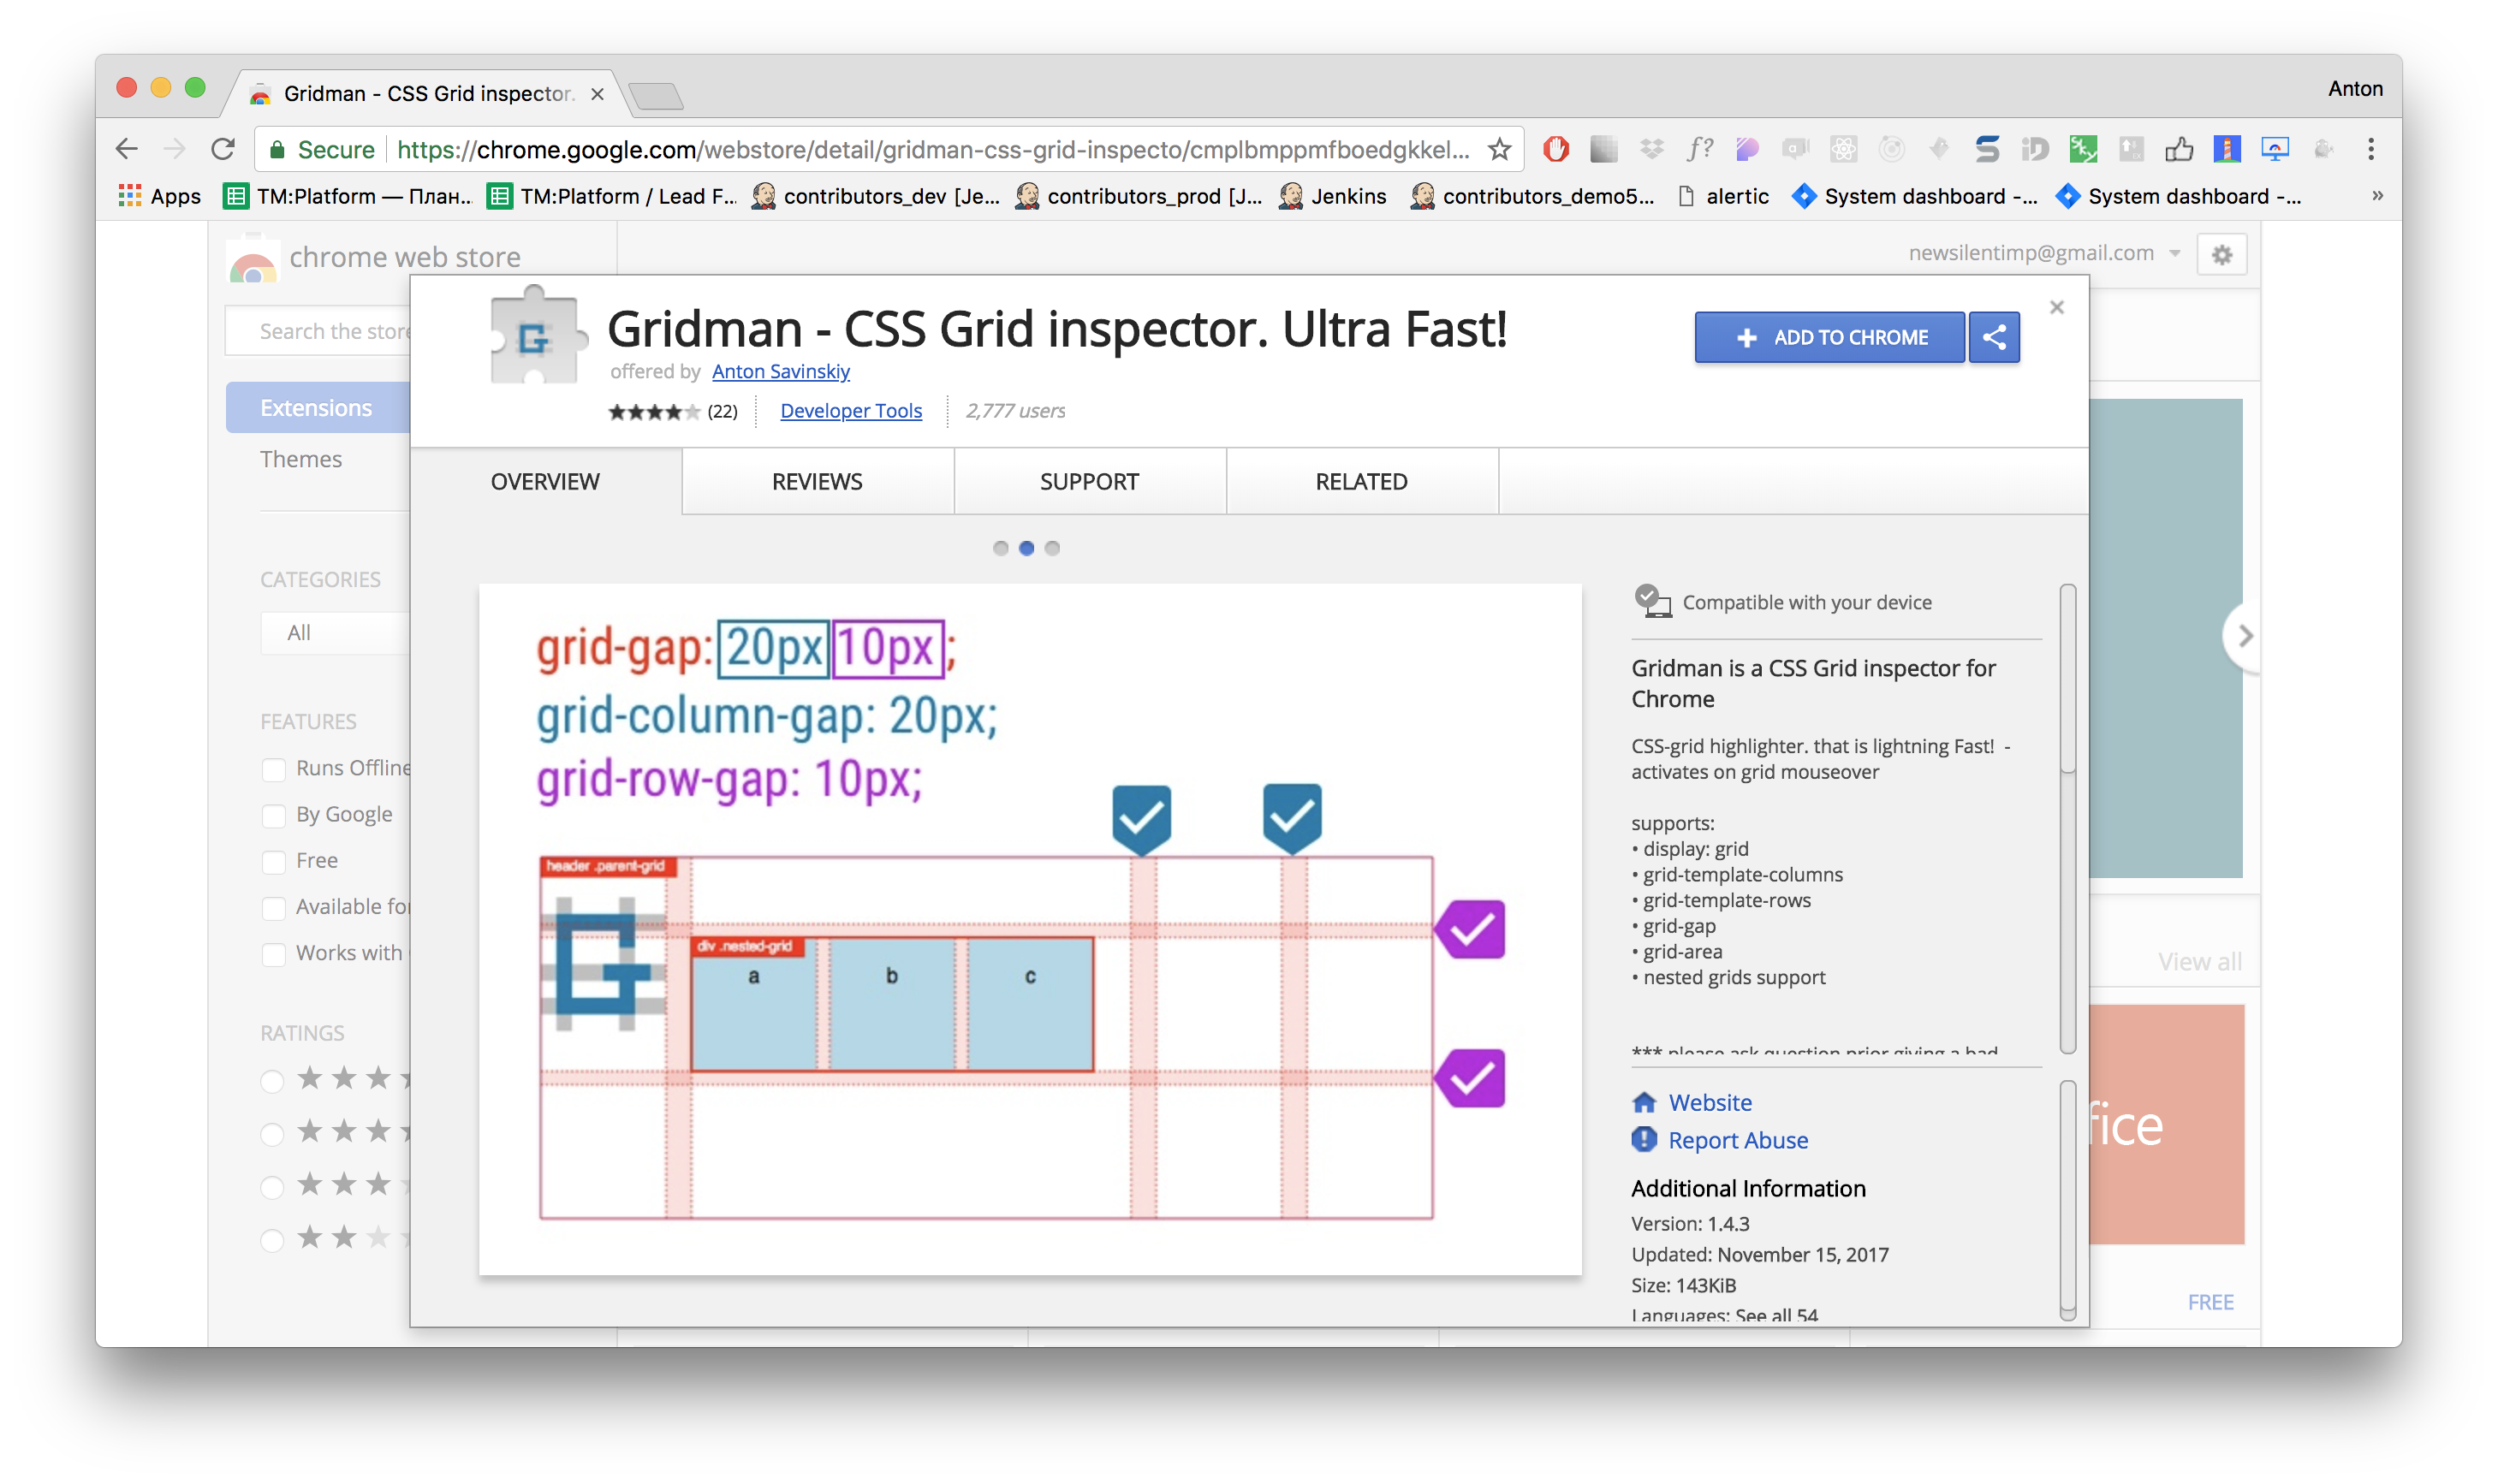 Gridman - CSS Grid inspector.
Anton
Secure
https://chrome.google.com/webstore/detail/gridman-css-grid-inspecto/cmplbmppmfboedgkkel...
Apps
TM:Platform — План...
TM:Platform / Lead F...
contributors_dev [Je...
contributors_prod [J...
Jenkins
contributors_demo5...
alertic
System dashboard -...
System dashboard -...
»
chrome web store
newsilentimp@gmail.com
Search the store
Extensions
Themes
CATEGORIES
All
FEATURES
Runs Offline
By Google
Free
Available for
Works with
RATINGS
Gridman - CSS Grid inspector. Ultra Fast!
offered by Anton Savinskiy
(22)
Developer Tools
2,777 users
ADD TO CHROME
OVERVIEW
REVIEWS
SUPPORT
RELATED
grid-gap: 20px 10px ;
grid-column-gap: 20px;
grid-row-gap: 10px;
header .parent-grid
div .nested-grid
a
b
c
Compatible with your device
Gridman is a CSS Grid inspector for
Chrome
CSS-grid highlighter. that is lightning Fast! -
activates on grid mouseover
supports:
• display: grid
• grid-template-columns
• grid-template-rows
• grid-gap
• grid-area
• nested grids support
*** please ask question prior giving a bad
Website
Report Abuse
Additional Information
Version: 1.4.3
Updated: November 15, 2017
Size: 143KiB
Languages: See all 54
View all
fice
FREE